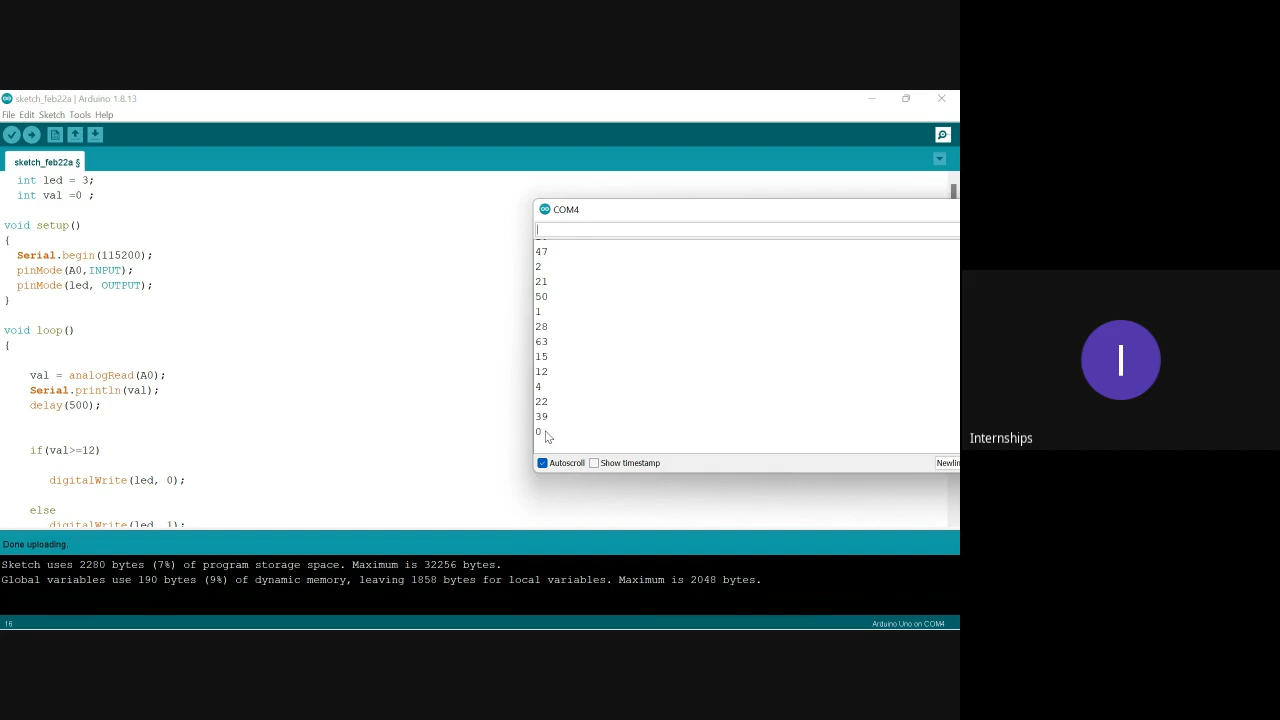 sketch_feb22a | Arduino 1.8.13
File Edit Sketch Tools Help
sketch_feb22a §
int led = 3;
int val =0 ;
void setup()
{
Serial.begin(115200);
pinMode(A0,INPUT);
pinMode(led, OUTPUT);
}
void loop()
{
val = analogRead(A0);
Serial.println(val);
delay(500);
if(val>=12)
digitalWrite(led, 0);
else
digitalWrite(led, 1);
COM4
47
2
21
50
1
28
63
15
12
4
22
39
0
Autoscroll Show timestamp
Done uploading.
Sketch uses 2280 bytes (7%) of program storage space. Maximum is 32256 bytes.
Global variables use 190 bytes (9%) of dynamic memory, leaving 1858 bytes for local variables. Maximum is 2048 bytes.
16
Arduino Uno on COM4
I
Internships